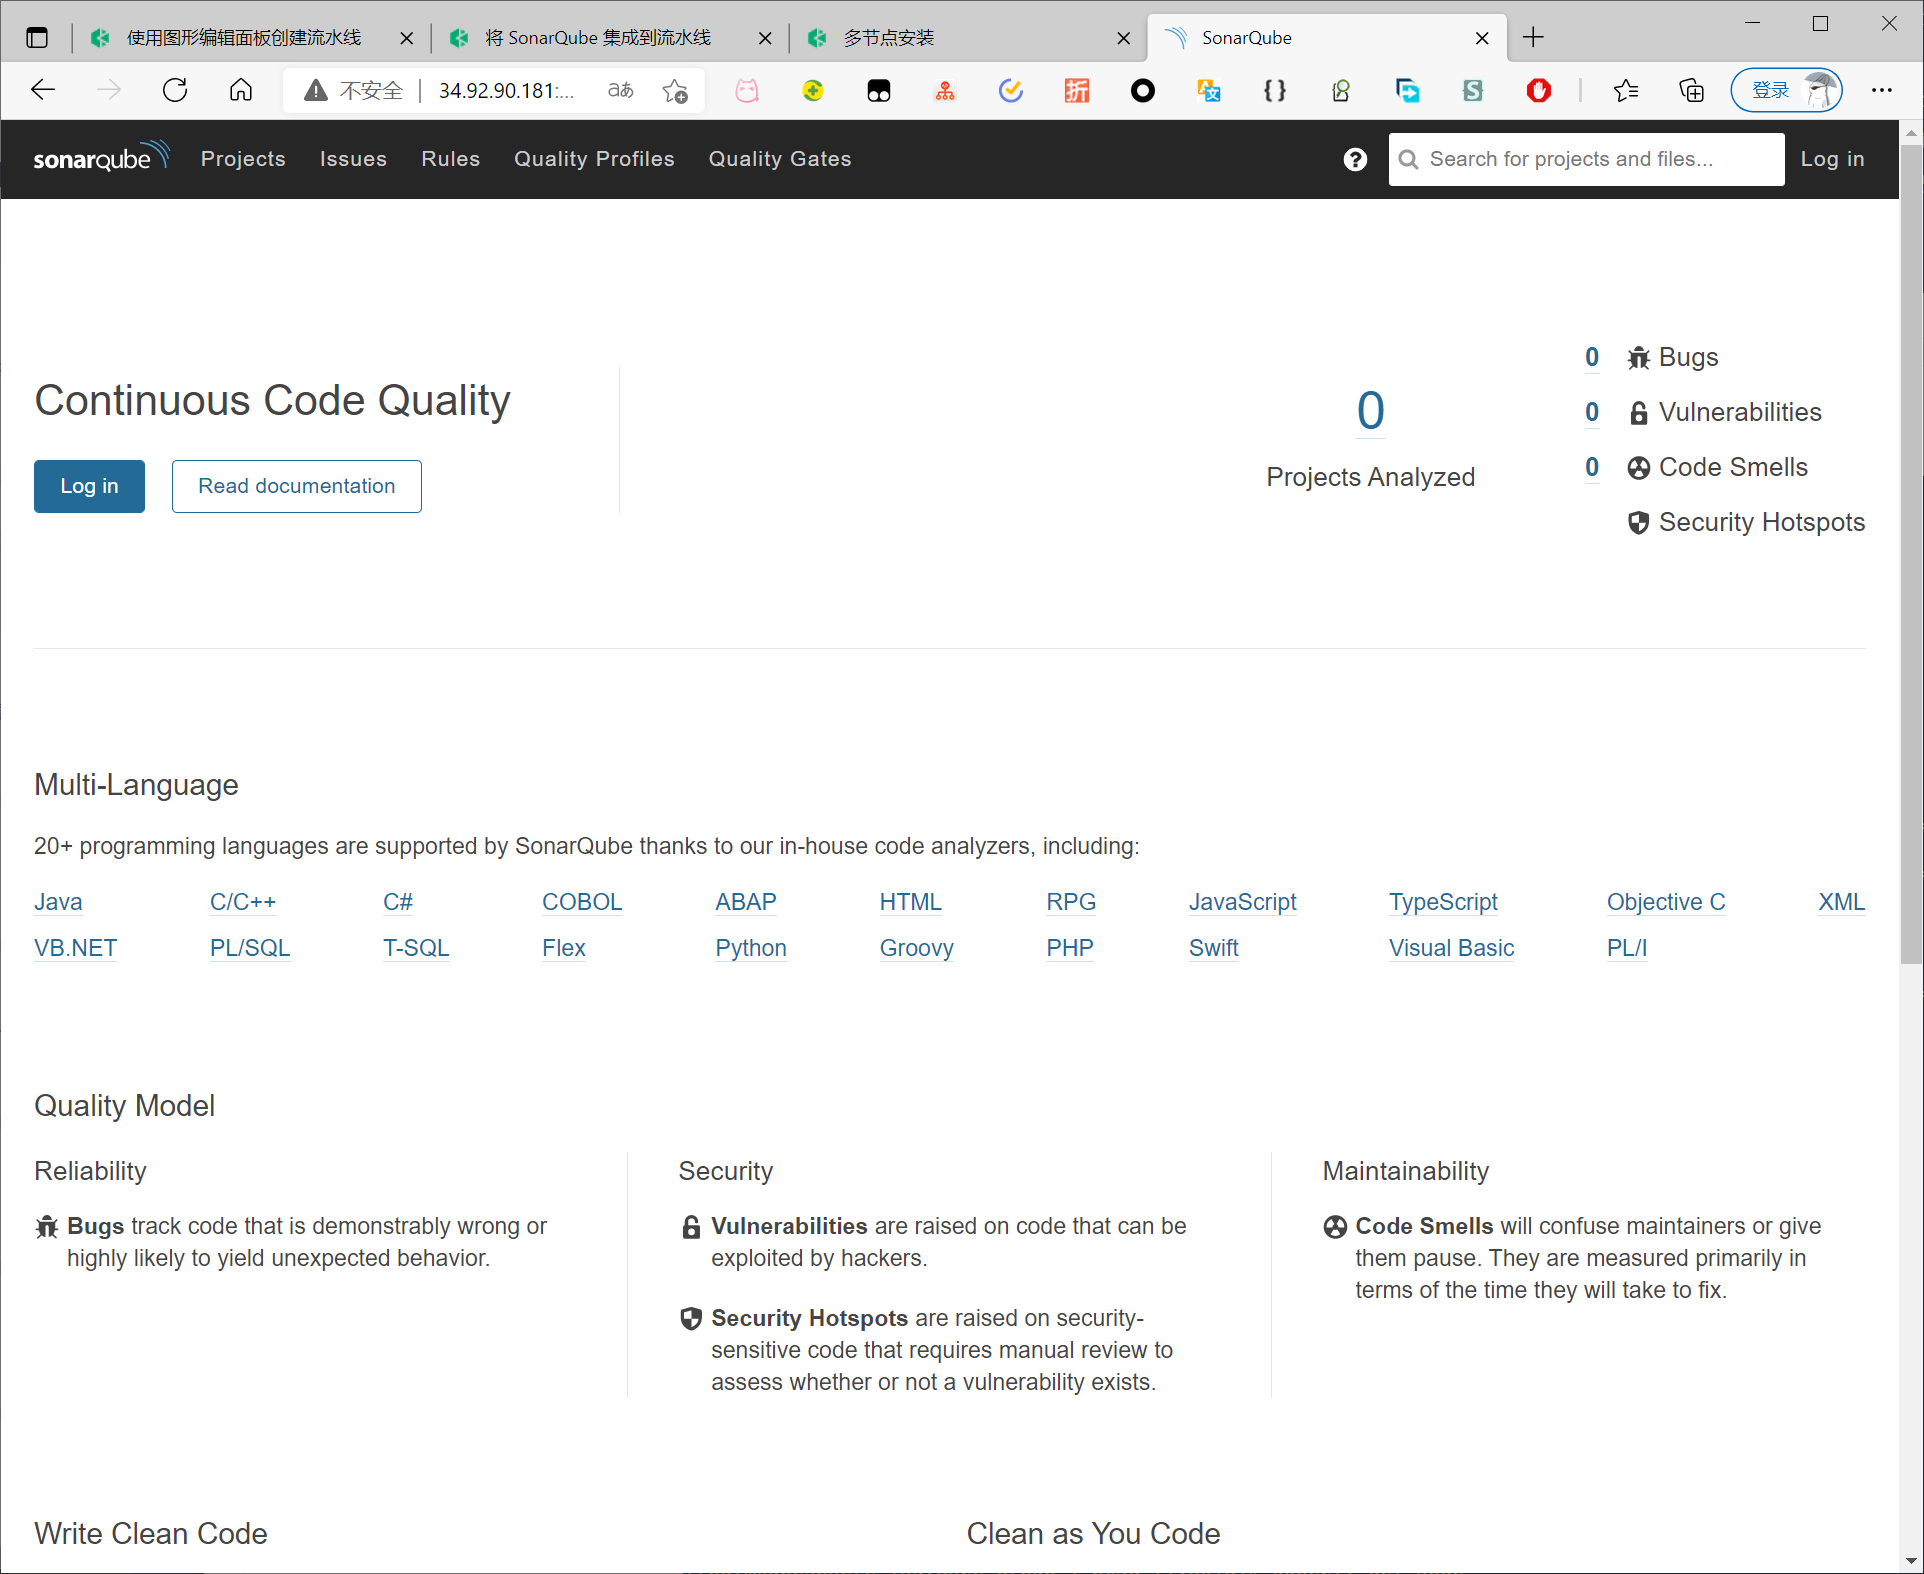 使用图形编辑面板创建流水线
将 SonarQube 集成到流水线
多节点安装
SonarQube
不安全
34.92.90.181:...
aあ
折
登录
sonarqube
Projects
Issues
Rules
Quality Profiles
Quality Gates
Search for projects and files...
Log in
Continuous Code Quality
Log in
Read documentation
0
Projects Analyzed
0 Bugs
0 Vulnerabilities
0 Code Smells
Security Hotspots
Multi-Language
20+ programming languages are supported by SonarQube thanks to our in-house code analyzers, including:
Java C/C++ C# COBOL ABAP HTML RPG JavaScript TypeScript Objective C XML
VB.NET PL/SQL T-SQL Flex Python Groovy PHP Swift Visual Basic PL/I
Quality Model
Reliability
Bugs track code that is demonstrably wrong or
highly likely to yield unexpected behavior.
Security
Vulnerabilities are raised on code that can be
exploited by hackers.
Security Hotspots are raised on security-
sensitive code that requires manual review to
assess whether or not a vulnerability exists.
Maintainability
Code Smells will confuse maintainers or give
them pause. They are measured primarily in
terms of the time they will take to fix.
Write Clean Code
Clean as You Code